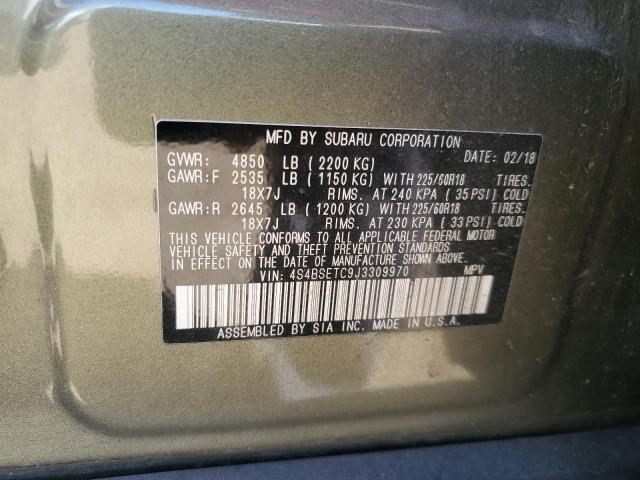 MFD BY SUBARU CORPORATION
GVWR: 4850 LB ( 2200 KG) DATE: 02/18
GAWR:F 2535 LB ( 1150 KG) WITH 225/60R18 TIRES.
18X7J RIMS. AT 240 KPA ( 35 PSI) COLD
GAWR:R 2645 LB ( 1200 KG) WITH 225/60R18 TIRES.
18X7J RIMS. AT 230 KPA ( 33 PSI) COLD
THIS VEHICLE CONFORMS TO ALL APPLICABLE FEDERAL MOTOR
VEHICLE SAFETY AND THEFT PREVENTION STANDARDS
IN EFFECT ON THE DATE OF MANUFACTURE SHOWN ABOVE.
VIN: 4S4BSETC9J3309970 MPV
ASSEMBLED BY SIA INC. MADE IN U.S.A.